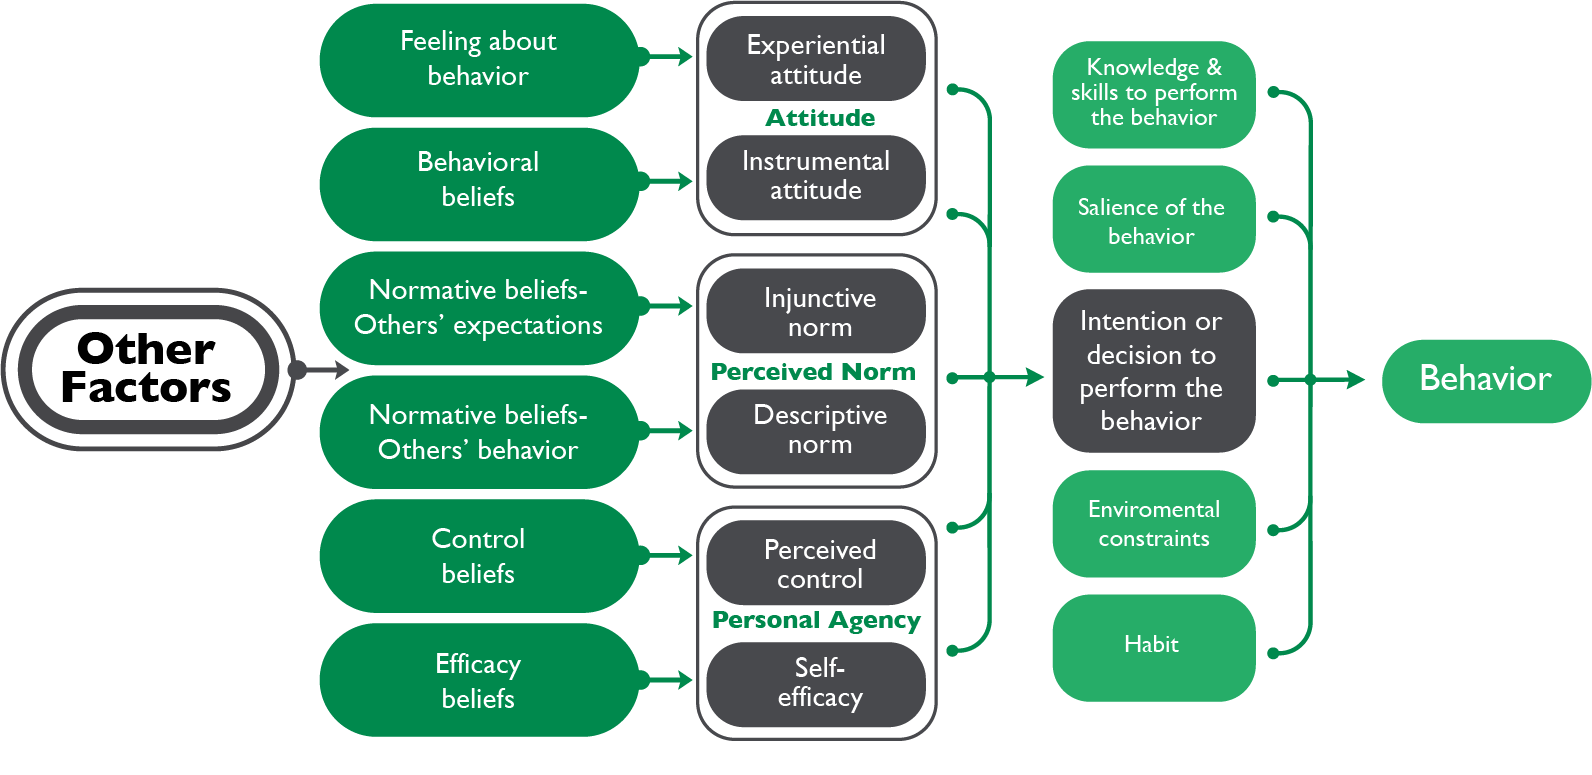 Other
Factors
Feeling about
behavior
Behavioral
beliefs
Normative beliefs-
Others’ expectations
Normative beliefs-
Others’ behavior
Control
beliefs
Efficacy
beliefs
Experiential
attitude
Attitude
Instrumental
attitude
Injunctive
norm
Perceived Norm
Descriptive
norm
Perceived
control
Personal Agency
Self-
efficacy
Knowledge &
skills to perform
the behavior
Salience of the
behavior
Intention or
decision to
perform the
behavior
Enviromental
constraints
Habit
Behavior